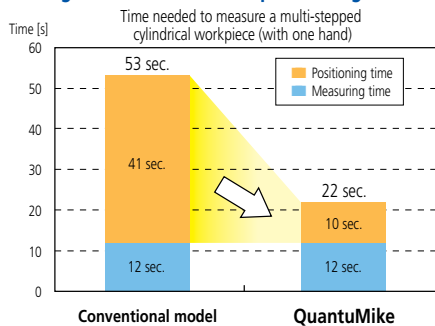 Time needed to measure a multi-stepped
cylindrical workpiece (with one hand)
Time [s]
60
50
40
30
20
10
0
53 sec.
41 sec.
12 sec.
22 sec.
10 sec.
12 sec.
Positioning time
Measuring time
Conventional model
QuantuMike